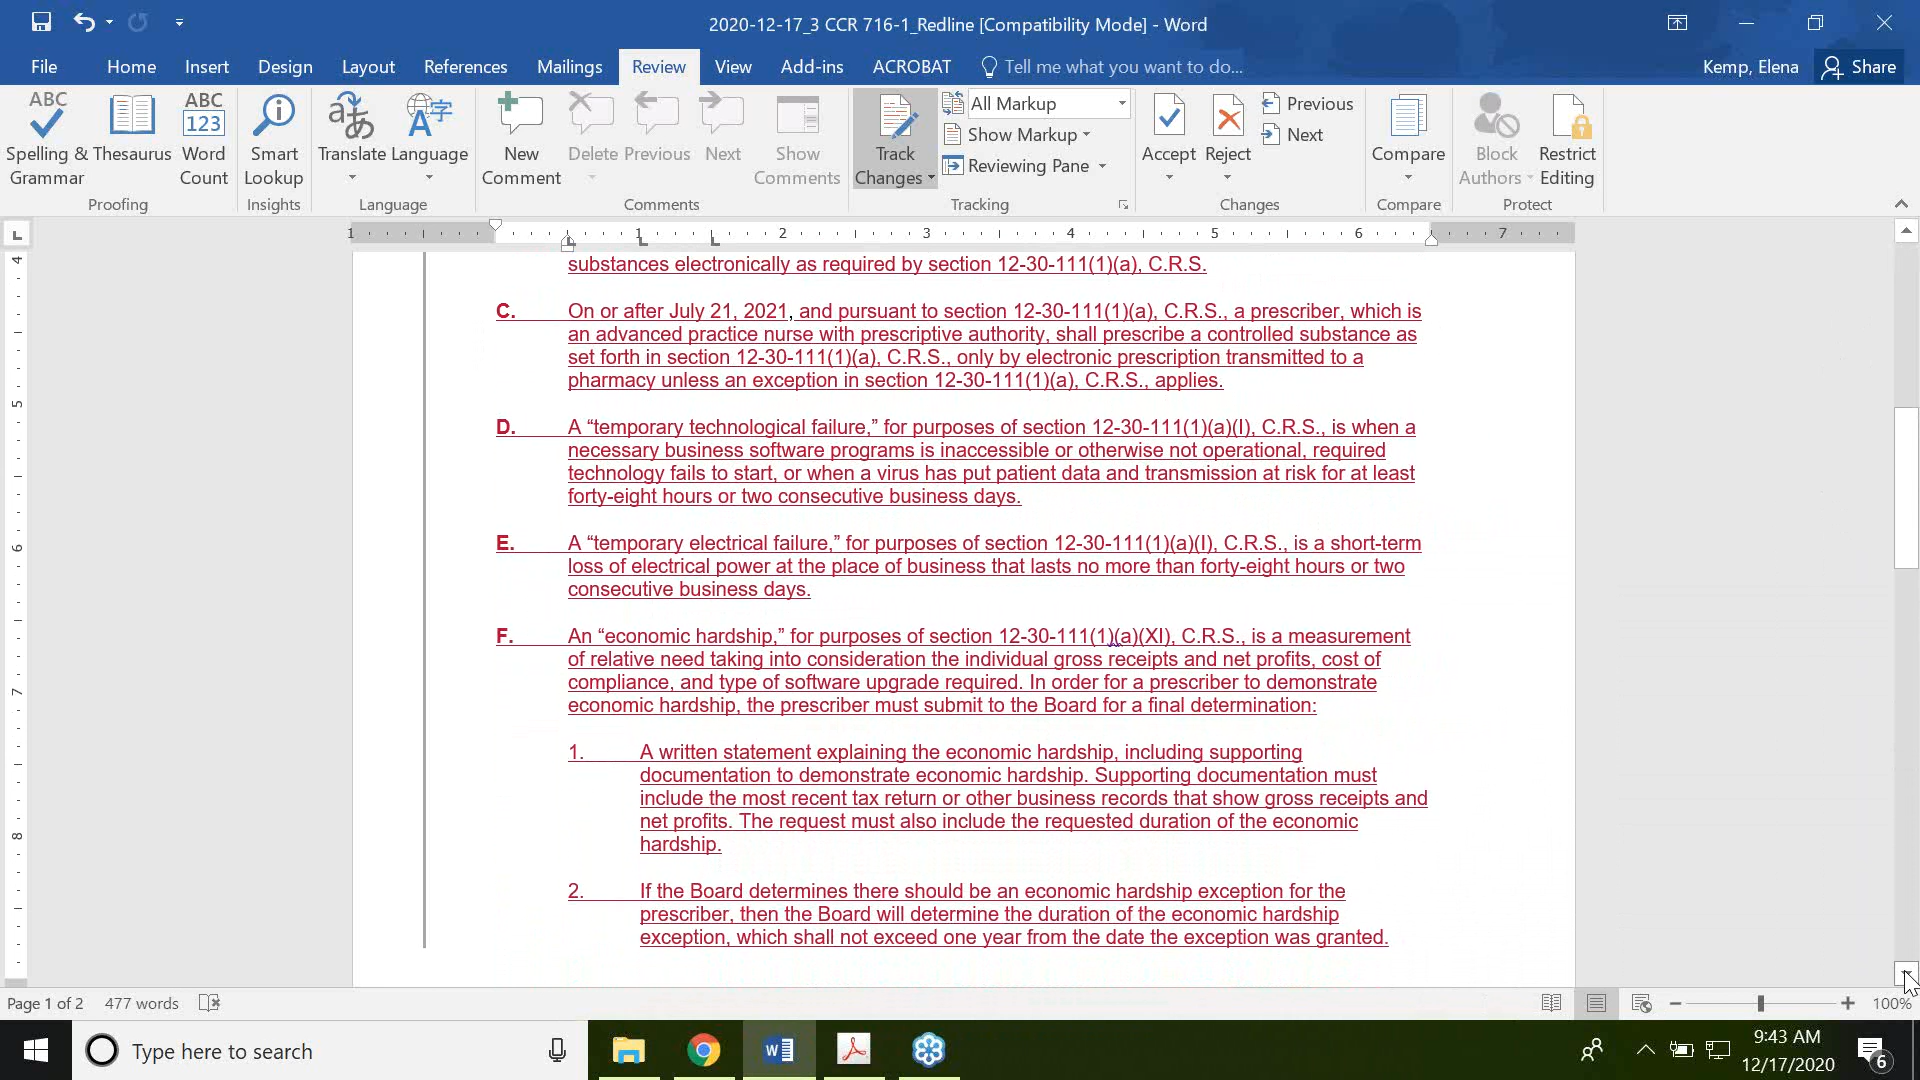 2020-12-17_3 CCR 716-1_Redline [Compatibility Mode] - Word
File Home Insert Design Layout References Mailings Review View Add-ins ACROBAT Tell me what you want to do... Kemp, Elena Share
ABC Spelling & Grammar
Thesaurus
ABC 123 Word Count
Smart Lookup
Translate
Language
New Comment
Delete
Previous
Next
Show Comments
Track Changes
All Markup
Show Markup
Reviewing Pane
Accept
Reject
Previous
Next
Compare
Block Authors
Restrict Editing
Proofing Insights Language Comments Tracking Changes Compare Protect
L
1 1 2 3 4 5 6 7
4
5
6
7
8
substances electronically as required by section 12-30-111(1)(a), C.R.S.
C. On or after July 21, 2021, and pursuant to section 12-30-111(1)(a), C.R.S., a prescriber, which is
an advanced practice nurse with prescriptive authority, shall prescribe a controlled substance as
set forth in section 12-30-111(1)(a), C.R.S., only by electronic prescription transmitted to a
pharmacy unless an exception in section 12-30-111(1)(a), C.R.S., applies.
D. A “temporary technological failure,” for purposes of section 12-30-111(1)(a)(I), C.R.S., is when a
necessary business software programs is inaccessible or otherwise not operational, required
technology fails to start, or when a virus has put patient data and transmission at risk for at least
forty-eight hours or two consecutive business days.
E. A “temporary electrical failure,” for purposes of section 12-30-111(1)(a)(I), C.R.S., is a short-term
loss of electrical power at the place of business that lasts no more than forty-eight hours or two
consecutive business days.
F. An “economic hardship,” for purposes of section 12-30-111(1)(a)(XI), C.R.S., is a measurement
of relative need taking into consideration the individual gross receipts and net profits, cost of
compliance, and type of software upgrade required. In order for a prescriber to demonstrate
economic hardship, the prescriber must submit to the Board for a final determination:
1. A written statement explaining the economic hardship, including supporting
documentation to demonstrate economic hardship. Supporting documentation must
include the most recent tax return or other business records that show gross receipts and
net profits. The request must also include the requested duration of the economic
hardship.
2. If the Board determines there should be an economic hardship exception for the
prescriber, then the Board will determine the duration of the economic hardship
exception, which shall not exceed one year from the date the exception was granted.
Page 1 of 2 477 words 100%
Type here to search
9:43 AM
12/17/2020
6